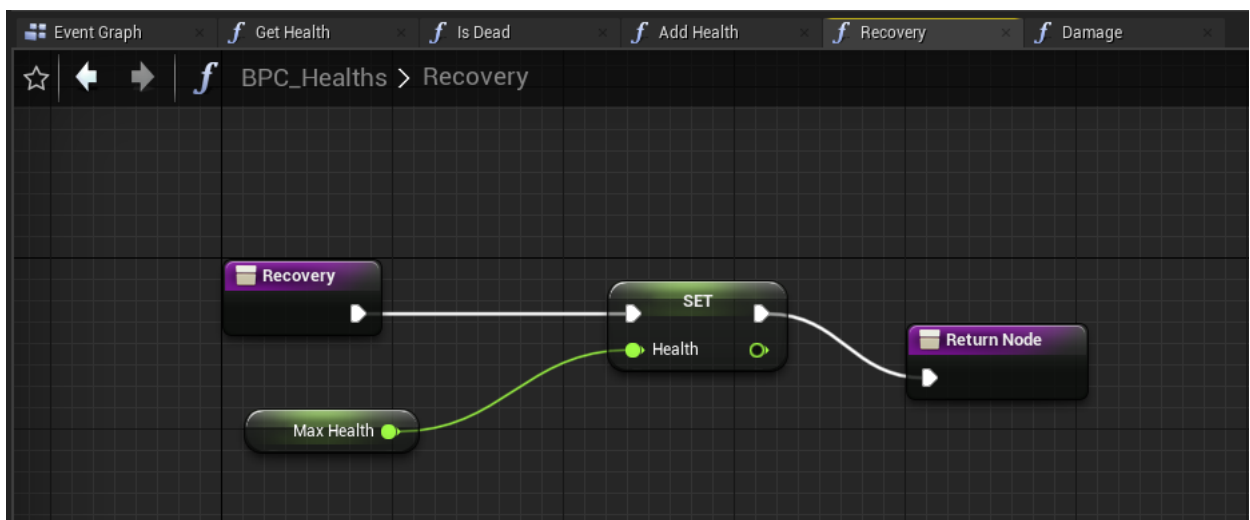 Event Graph
Get Health
Is Dead
Add Health
Recovery
Damage
BPC_Healths > Recovery
Recovery
SET
Health
Return Node
Max Health